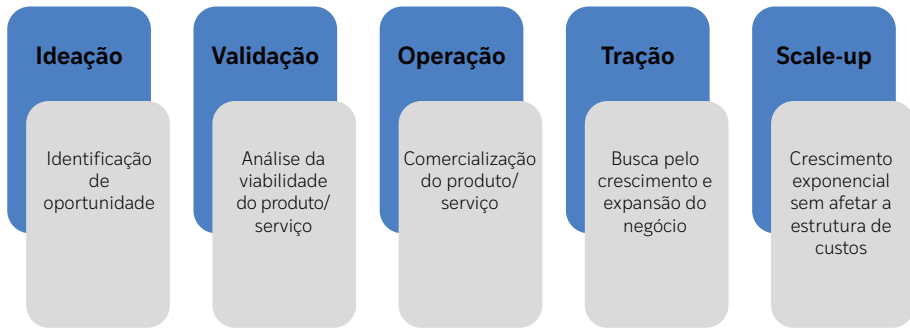 Ideação
Identificação
de
oportunidade
Validação
Análise da
viabilidade
do produto/
serviço
Operação
Comercialização
do produto/
serviço
Tração
Busca pelo
crescimento e
expansão do
negócio
Scale-up
Crescimento
exponencial
sem afetar a
estrutura de
custos